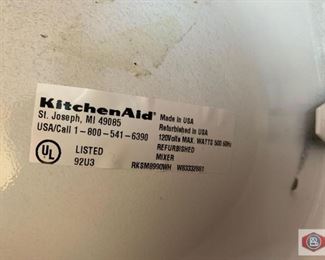 KitchenAid®
St. Joseph, MI 49085
USA/Call 1-800-541-6390
UL
LISTED
92U3
Made in USA
Refurbished in USA
120Volts MAX. WATTS 500 60Hz
REFURBISHED
MIXER
RKSM8990WH